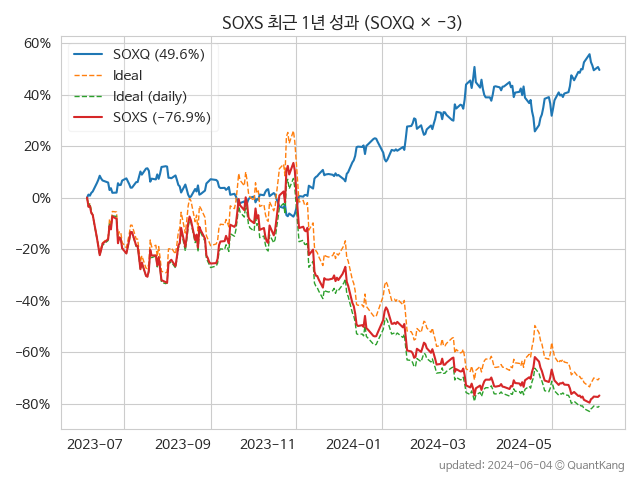 SOXS 최근 1년 성과 (SOXQ × −3)
60%
40%
20%
0%
−20%
−40%
−60%
−80%
SOXQ (49.6%)
Ideal
Ideal (daily)
SOXS (−76.9%)
2023-07
2023-09
2023-11
2024-01
2024-03
2024-05
updated: 2024-06-04 © QuantKang